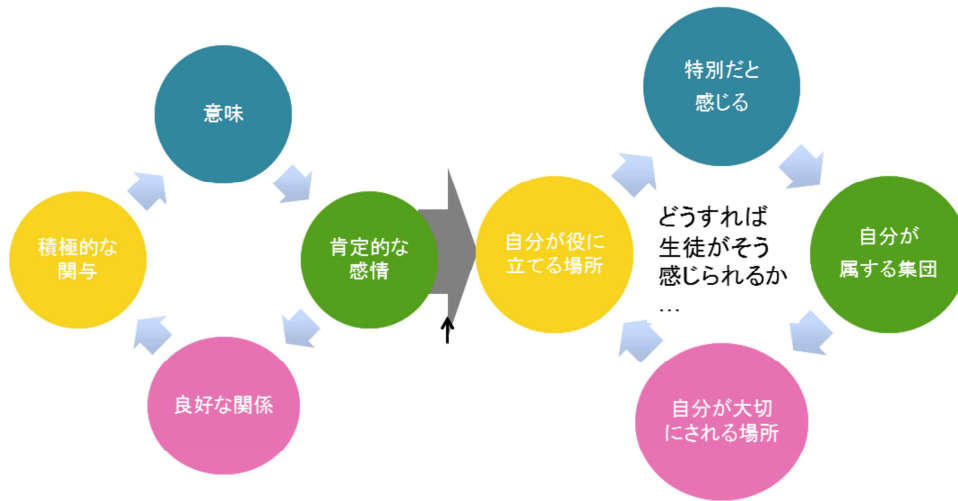 意味
積極的な
関与
肯定的な
感情
良好な関係
特別だと
感じる
自分が役に
立てる場所
どうすれば
生徒がそう
感じられるか
…
自分が
属する集団
自分が大切
にされる場所